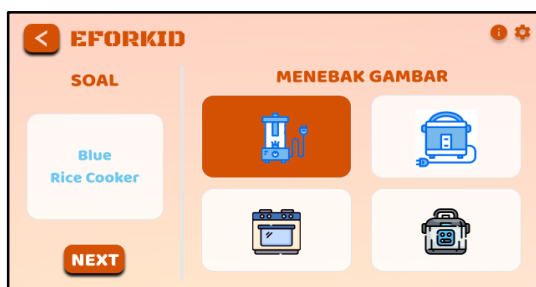 EFORKID
SOAL
MENEBAK GAMBAR
Blue
Rice Cooker
NEXT